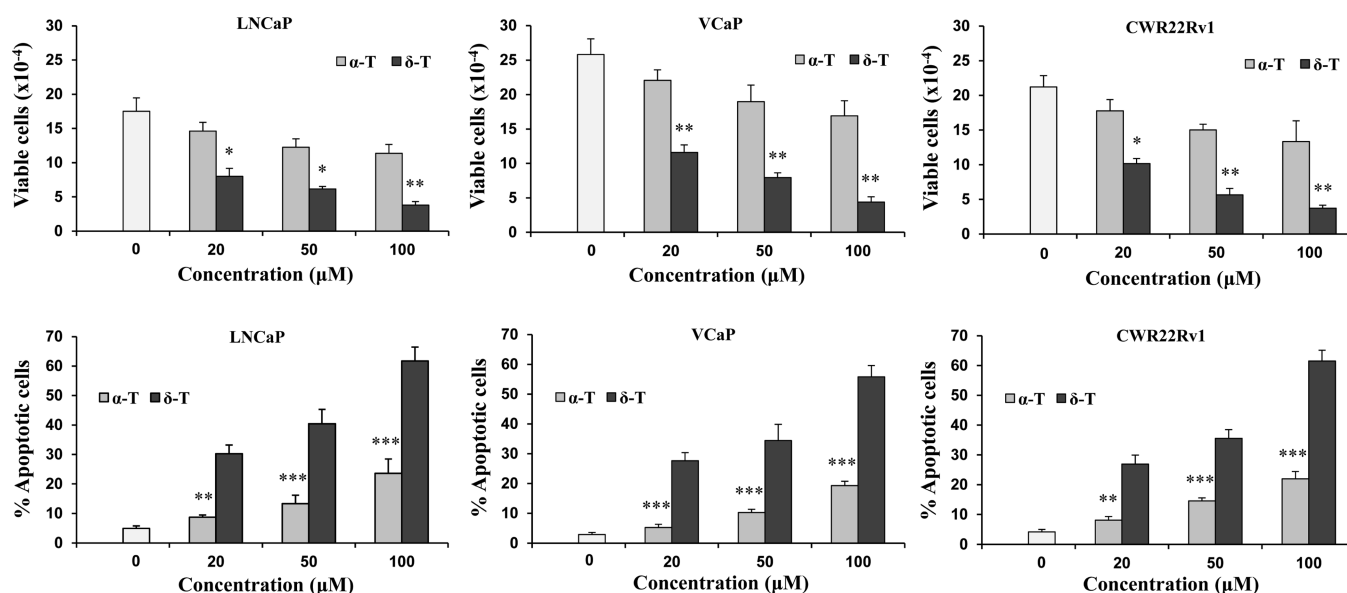 LNCaP
Viable cells (x10-4)
30
25
20
15
10
5
0
α-T δ-T
* * **
0 20 50 100
Concentration (µM)
VCaP
Viable cells (x10-4)
30
25
20
15
10
5
0
α-T δ-T
** ** **
0 20 50 100
Concentration (µM)
CWR22Rv1
Viable cells (x10-4)
30
25
20
15
10
5
0
α-T δ-T
* ** **
0 20 50 100
Concentration (µM)
LNCaP
% Apoptotic cells
70
60
50
40
30
20
10
0
α-T δ-T
** *** ***
0 20 50 100
Concentration (µM)
VCaP
% Apoptotic cells
70
60
50
40
30
20
10
0
α-T δ-T
*** *** ***
0 20 50 100
Concentration (µM)
CWR22Rv1
% Apoptotic cells
70
60
50
40
30
20
10
0
α-T δ-T
** *** ***
0 20 50 100
Concentration (µM)